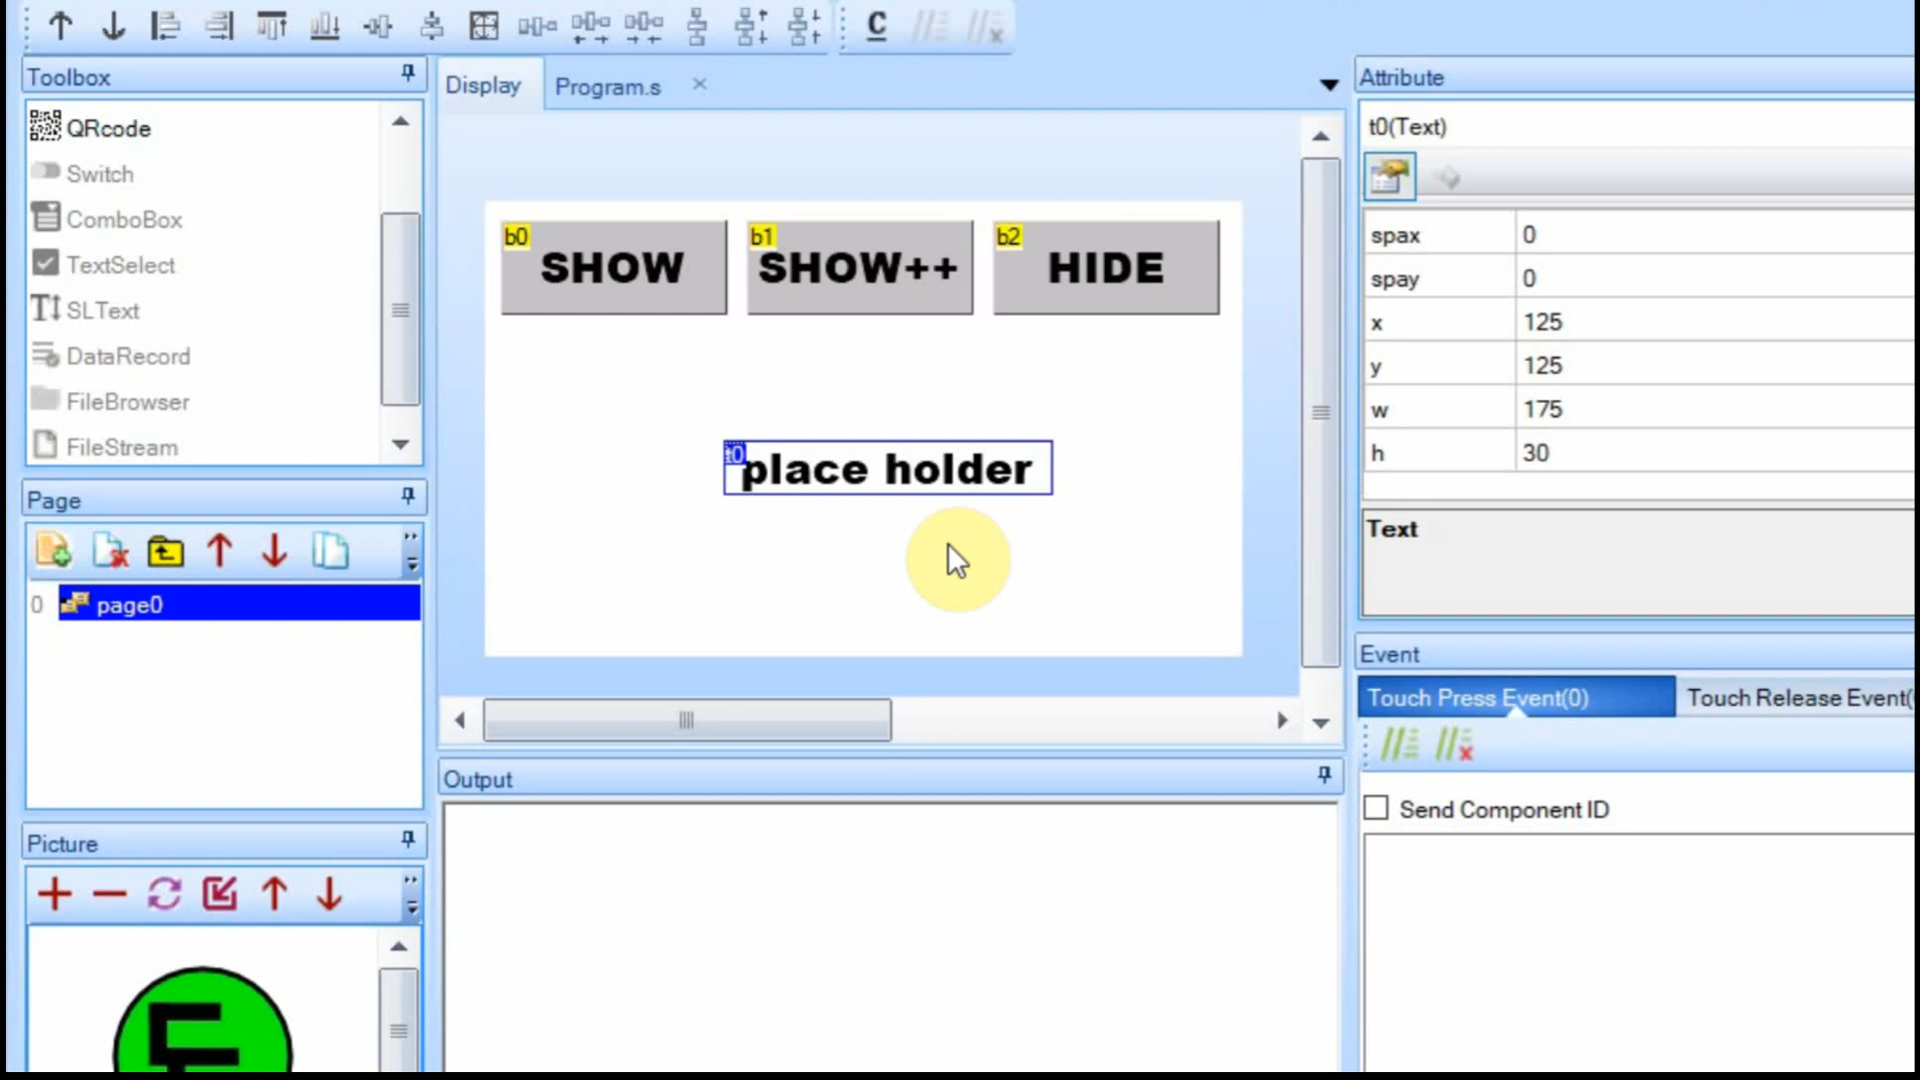 C
Toolbox
QRcode
Switch
ComboBox
TextSelect
SLText
DataRecord
FileBrowser
FileStream
Page
0 page0
Picture
Display
Program.s
b0
SHOW
b1
SHOW++
b2
HIDE
t0
place holder
Output
Attribute
t0(Text)
spax 0
spay 0
x 125
y 125
w 175
h 30
Text
Event
Touch Press Event(0)
Touch Release Event(
Send Component ID